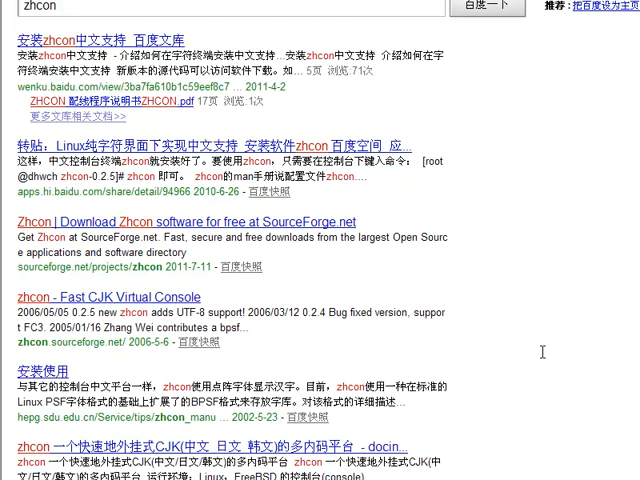 zhcon
百度一下
推荐 : 把百度设为主页
安装zhcon中文支持_百度文库
安装zhcon中文支持 - 介绍如何在字符终端安装中文支持...安装zhcon中文支持 介绍如何在字
符终端安装中文支持 新版本的源代码可以访问软件下载。如... 5页 浏览:71次
wenku.baidu.com/view/3ba7fa610b1c59eef8c7 ... 2011-4-2
ZHCON 配线程序说明书ZHCON.pdf 17页 浏览:1次
更多文库相关文档>>
转贴：Linux纯字符界面下实现中文支持_安装软件zhcon_百度空间_应...
这样，中文控制台终端zhcon就安装好了。要使用zhcon，只需要在控制台下键入命令： [root
@dhwch zhcon-0.2.5]# zhcon 即可。 zhcon的man手册说配置文件zhcon....
apps.hi.baidu.com/share/detail/94966 2010-6-26 - 百度快照
Zhcon | Download Zhcon software for free at SourceForge.net
Get Zhcon at SourceForge.net. Fast, secure and free downloads from the largest Open Sourc
e applications and software directory
sourceforge.net/projects/zhcon 2011-7-11 - 百度快照
zhcon - Fast CJK Virtual Console
2006/05/05 0.2.5 new zhcon adds UTF-8 support! 2006/03/12 0.2.4 Bug fixed version, suppor
t FC3. 2005/01/16 Zhang Wei contributes a bpsf...
zhcon.sourceforge.net/ 2006-5-6 - 百度快照
安装使用
与其它的控制台中文平台一样，zhcon使用点阵字体显示汉字。目前，zhcon使用一种在标准的
Linux PSF字体格式的基础上扩展了的BPSF格式来存放字库。对该格式的详细描述...
hepg.sdu.edu.cn/Service/tips/zhcon_manu ... 2002-5-23 - 百度快照
zhcon 一个快速地外挂式CJK(中文 日文 韩文)的多内码平台 - docin...
zhcon 一个快速地外挂式CJK(中文/日文/韩文)的多内码平台 zhcon 一个快速地外挂式CJK(中
文/日文/韩文)的多内码平台 运行环境：Linux，FreeBSD 的控制台(console)